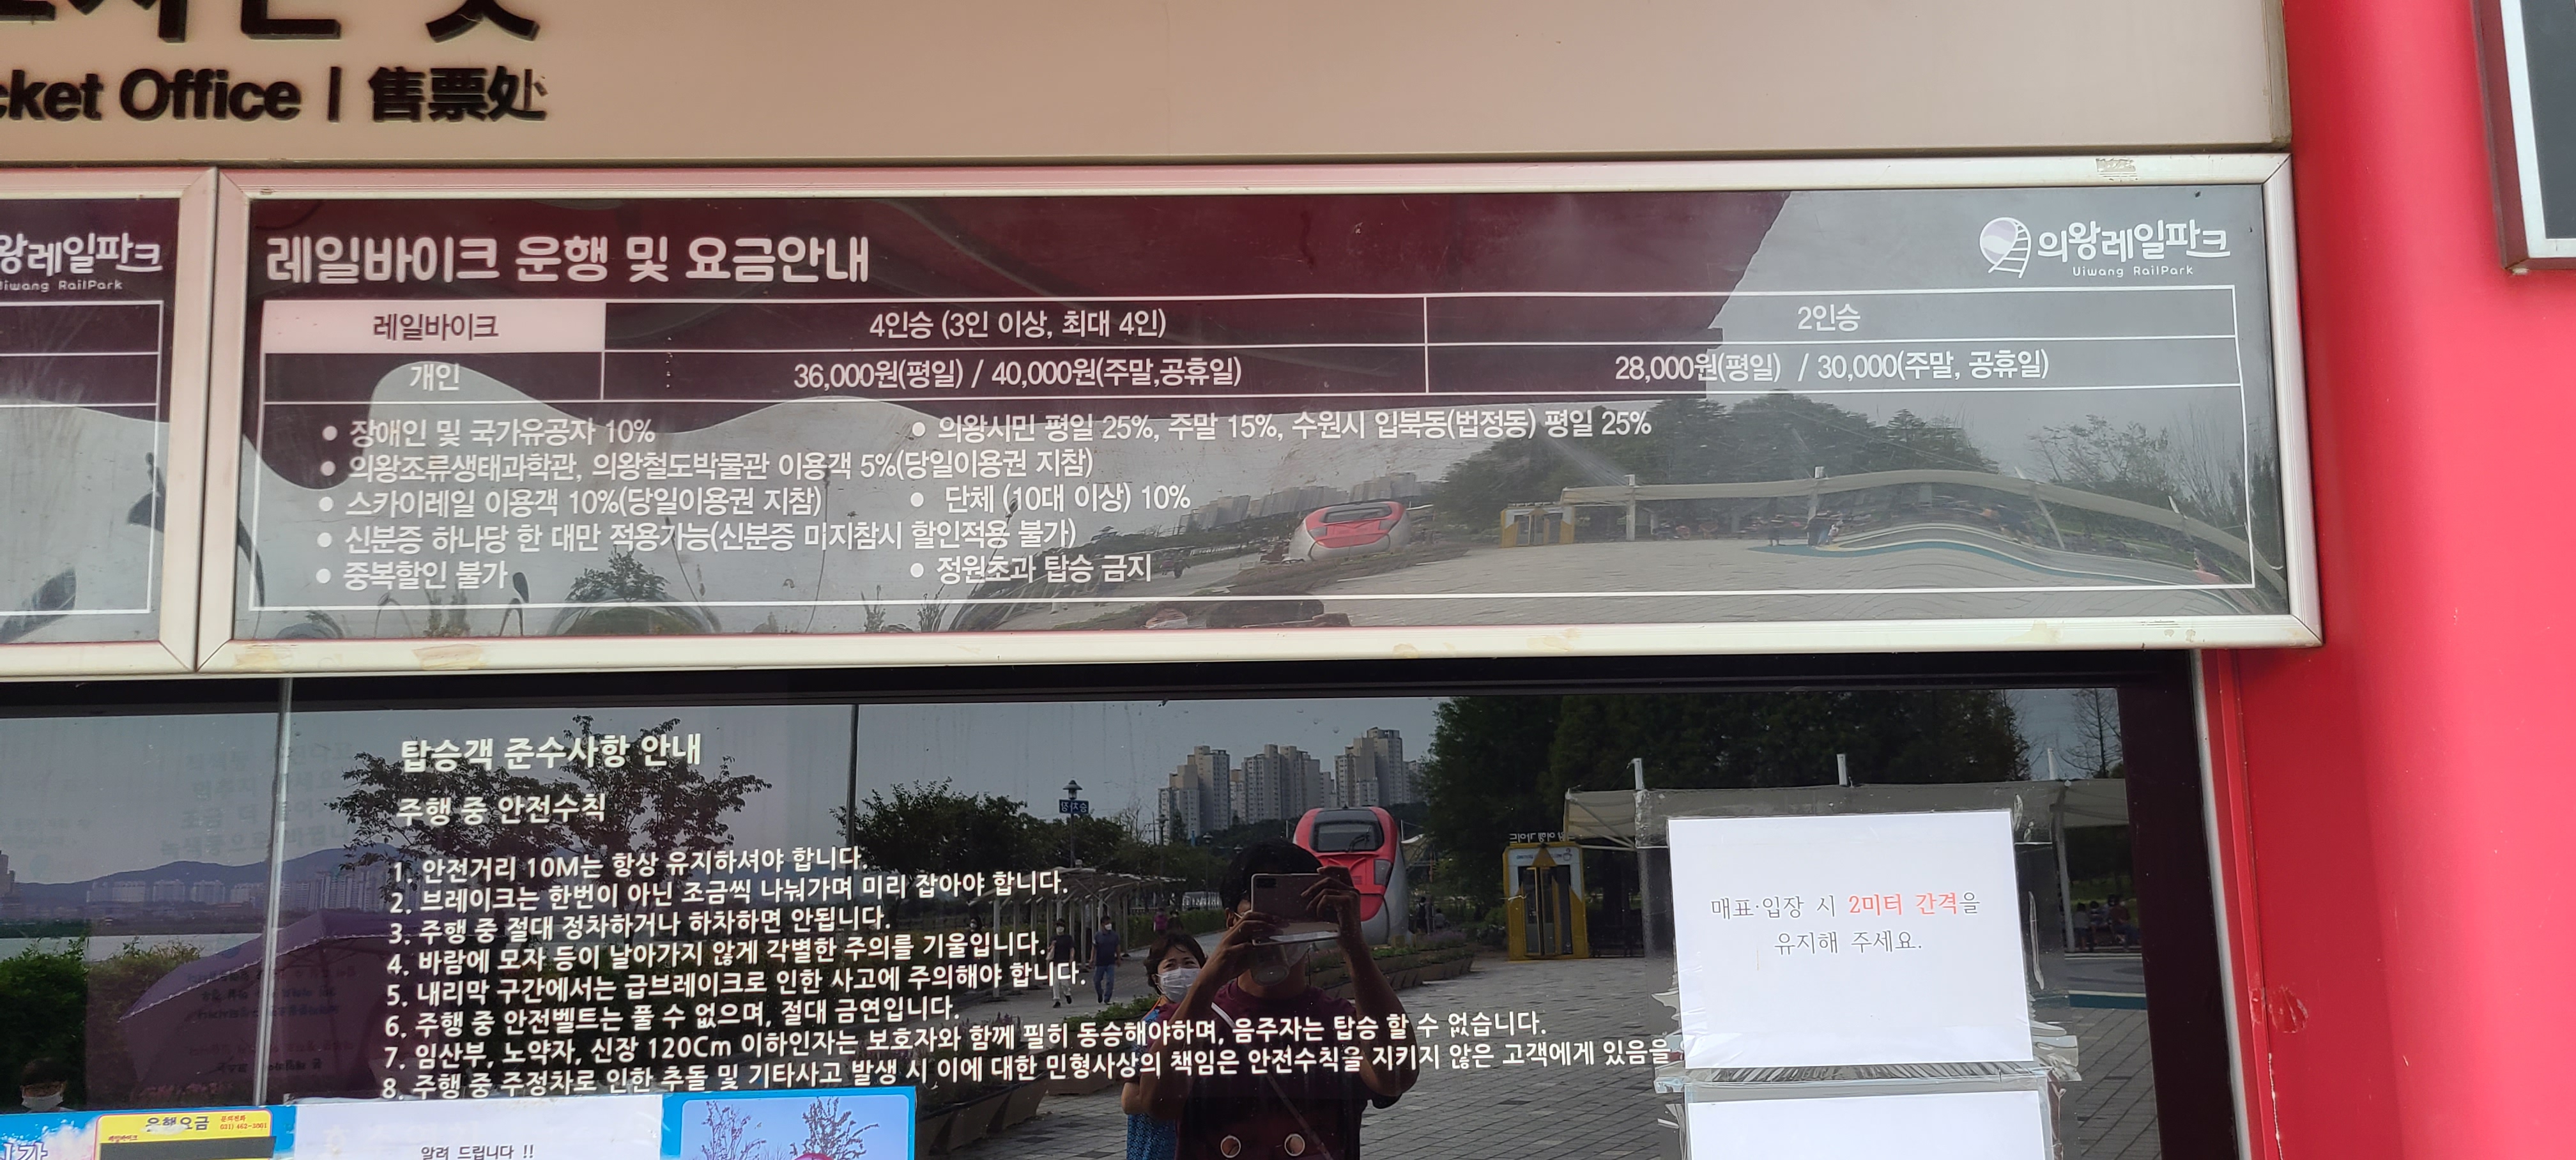 cket Office | 售票处
왕레일파크
Uiwang RailPark
레일바이크 운행 및 요금안내
의왕레일파크
Uiwang RailPark
레일바이크 4인승 (3인 이상, 최대 4인) 2인승
개인 36,000원(평일) / 40,000원(주말,공휴일) 28,000원(평일) / 30,000(주말, 공휴일)
• 장애인 및 국가유공자 10% • 의왕시민 평일 25%, 주말 15%, 수원시 입북동(법정동) 평일 25%
• 의왕조류생태과학관, 의왕철도박물관 이용객 5%(당일이용권 지참)
• 스카이레일 이용객 10%(당일이용권 지참) • 단체 (10대 이상) 10%
• 신분증 하나당 한 대만 적용가능(신분증 미지참시 할인적용 불가)
• 중복할인 불가 • 정원초과 탑승 금지
탑승객 준수사항 안내
주행 중 안전수칙
1. 안전거리 10M는 항상 유지하셔야 합니다.
2. 브레이크는 한번이 아닌 조금씩 나눠가며 미리 잡아야 합니다.
3. 주행 중 절대 정차하거나 하차하면 안됩니다.
4. 바람에 모자 등이 날아가지 않게 각별한 주의를 기울입니다.
5. 내리막 구간에서는 급브레이크로 인한 사고에 주의해야 합니다.
6. 주행 중 안전벨트는 풀 수 없으며, 절대 금연입니다.
7. 임산부, 노약자, 신장 120Cm 이하인자는 보호자와 함께 필히 동승해야하며, 음주자는 탑승 할 수 없습니다.
8. 주행 중 주정차로 인한 추돌 및 기타사고 발생 시 이에 대한 민형사상의 책임은 안전수칙을 지키지 않은 고객에게 있음을
매표·입장 시 2미터 간격을
유지해 주세요.
운행요금
문의전화
031) 462-3001
레일바이크
알려 드립니다 !!